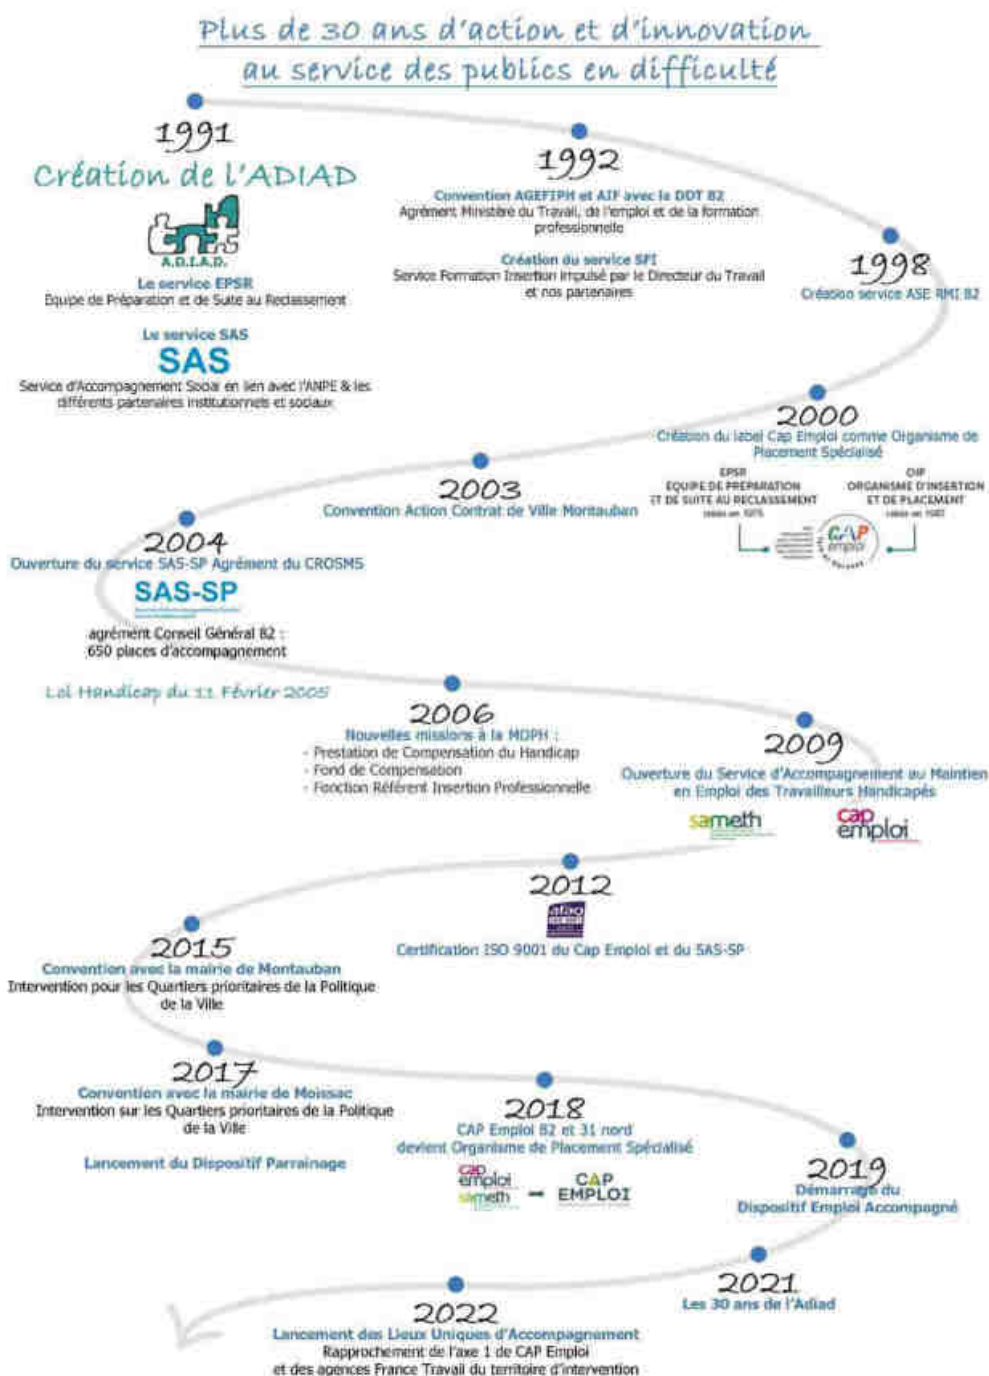 Plus de 30 ans d'action et d'innovation
au service des publics en difficulté
1991
Création de l'ADIAD
A.D.I.A.D.
Le service EPSR
Equipe de Préparation et de Suite au Reclassement
Le service SAS
SAS
Service d'Accompagnement Social en lien avec l'ANPE & les
différents partenaires institutionnels et sociaux
1992
Convention AGEFIPH et AIF avec la DDT 82
Agrément Ministère du Travail, de l'emploi et de la formation
professionnelle
Création du service SFI
Service Formation Insertion impulsé par le Directeur du Travail
et nos partenaires
1998
Création service ASE RMI 82
2000
Création du label Cap Emploi comme Organisme de
Placement Spécialisé
EPSR
EQUIPE DE PRÉPARATION
ET DE SUITE AU RECLASSEMENT
OIP
ORGANISME D'INSERTION
ET DE PLACEMENT
CAP
emploi
2003
Convention Action Contrat de Ville Montauban
2004
Ouverture du service SAS-SP Agrément du CROSMS
SAS-SP
agrément Conseil Général 82 :
650 places d'accompagnement
Loi Handicap du 11 Février 2005
2006
Nouvelles missions à la MDPH :
- Prestation de Compensation du Handicap
- Fond de Compensation
- Fonction Référent Insertion Professionnelle
2009
Ouverture du Service d'Accompagnement au Maintien
en Emploi des Travailleurs Handicapés
sameth
cap
emploi
2012
afaq
Certification ISO 9001 du Cap Emploi et du SAS-SP
2015
Convention avec la mairie de Montauban
Intervention pour les Quartiers prioritaires de la Politique
de la Ville
2017
Convention avec la mairie de Moissac
Intervention sur les Quartiers prioritaires de la Politique
de la Ville
Lancement du Dispositif Parrainage
2018
CAP Emploi 82 et 31 nord
devient Organisme de Placement Spécialisé
cap
emploi
sameth
CAP
EMPLOI
2019
Démarrage du
Dispositif Emploi Accompagné
2021
Les 30 ans de l'Adiad
2022
Lancement des Lieux Uniques d'Accompagnement
Rapprochement de l'axe 1 de CAP Emploi
et des agences France Travail du territoire d'intervention